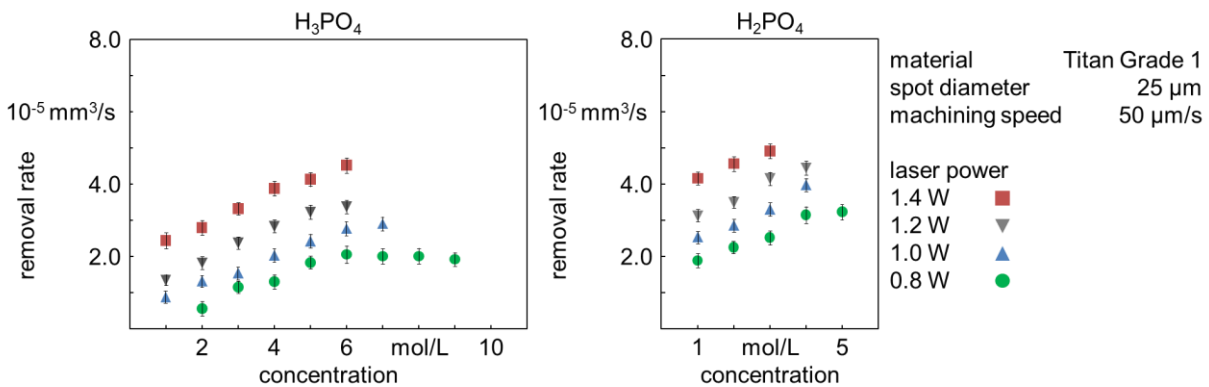 H₃PO₄
8.0
10⁻⁵ mm³/s
4.0
2.0
removal rate
2 4 6 mol/L 10
concentration
H₂PO₄
8.0
10⁻⁵ mm³/s
4.0
2.0
removal rate
1 mol/L 5
concentration
material Titan Grade 1
spot diameter 25 µm
machining speed 50 µm/s
laser power
1.4 W
1.2 W
1.0 W
0.8 W